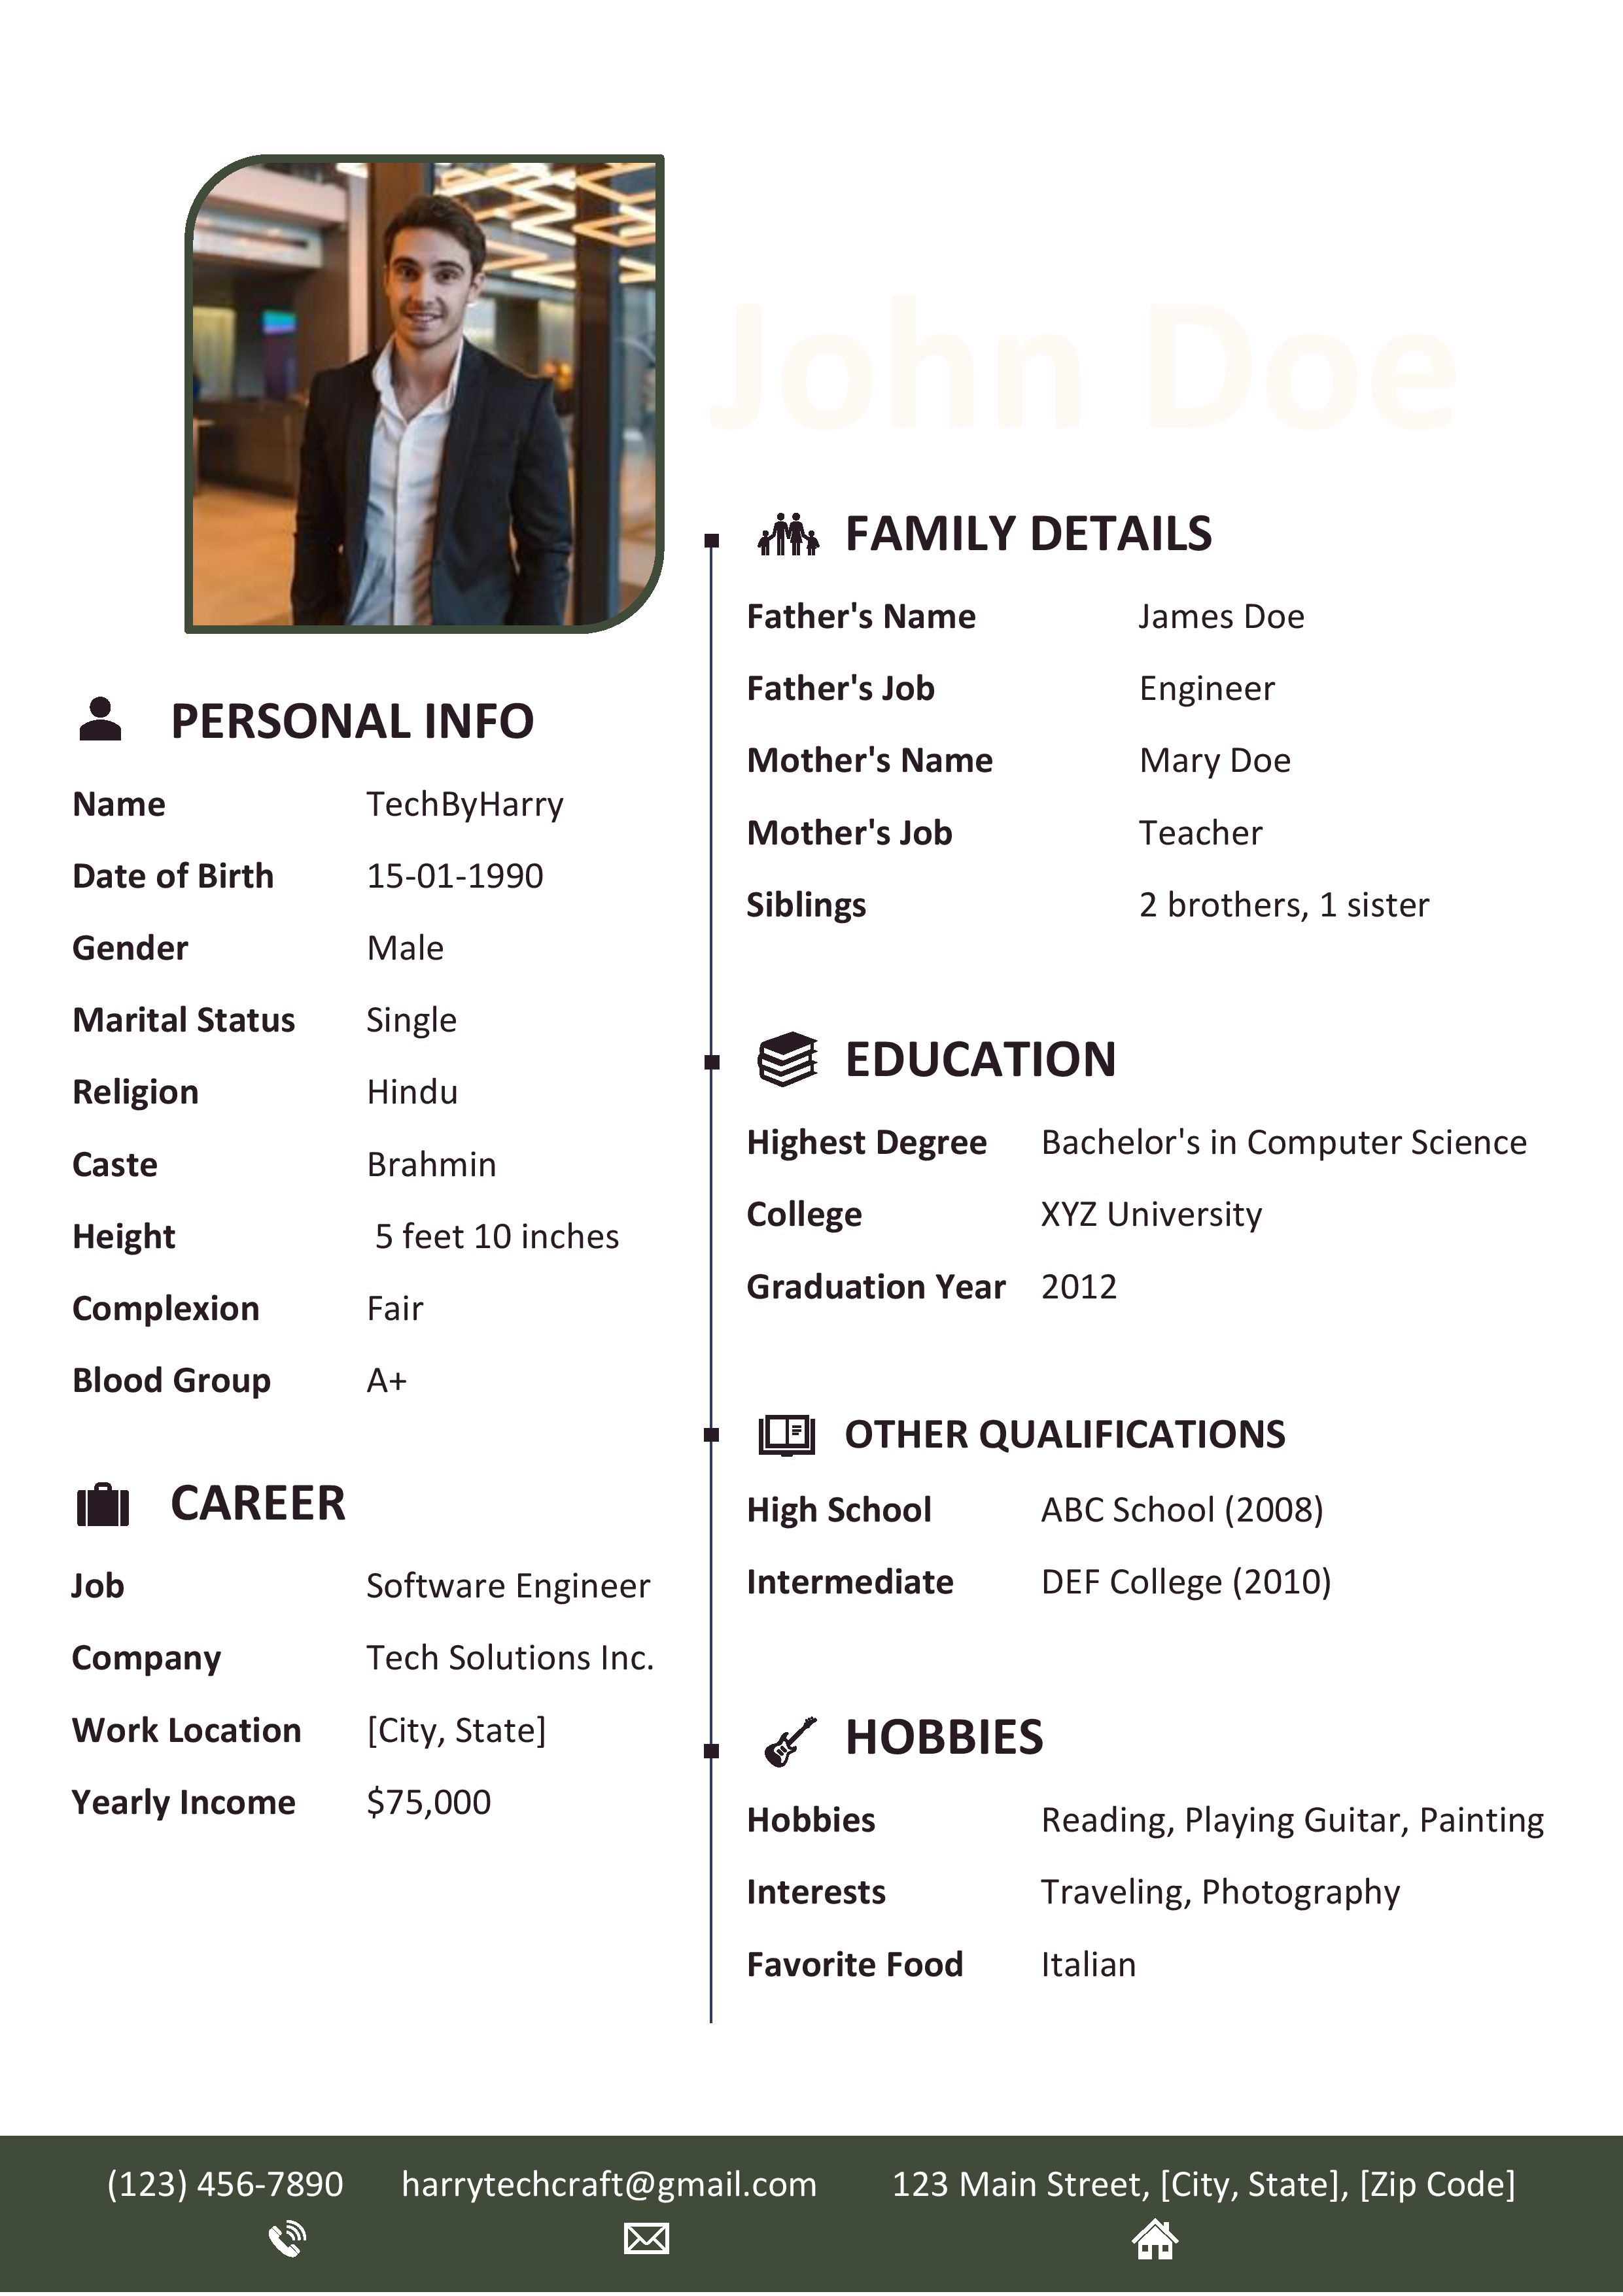 John Doe
PERSONAL INFO
Name TechByHarry
Date of Birth 15-01-1990
Gender Male
Marital Status Single
Religion Hindu
Caste Brahmin
Height 5 feet 10 inches
Complexion Fair
Blood Group A+
CAREER
Job Software Engineer
Company Tech Solutions Inc.
Work Location [City, State]
Yearly Income $75,000
FAMILY DETAILS
Father's Name James Doe
Father's Job Engineer
Mother's Name Mary Doe
Mother's Job Teacher
Siblings 2 brothers, 1 sister
EDUCATION
Highest Degree Bachelor's in Computer Science
College XYZ University
Graduation Year 2012
OTHER QUALIFICATIONS
High School ABC School (2008)
Intermediate DEF College (2010)
HOBBIES
Hobbies Reading, Playing Guitar, Painting
Interests Traveling, Photography
Favorite Food Italian
(123) 456-7890 harrytechcraft@gmail.com 123 Main Street, [City, State], [Zip Code]